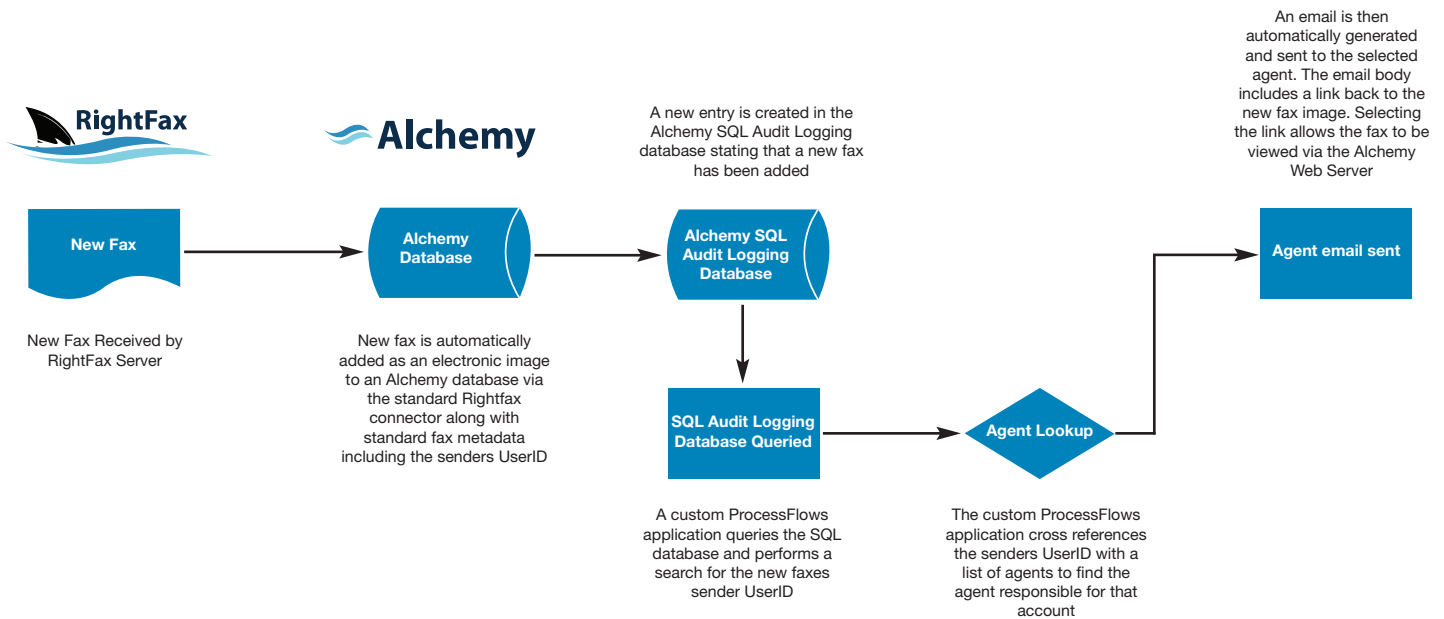 RightFax
New Fax
New Fax Received by
RightFax Server
Alchemy
Alchemy
Database
New fax is automatically
added as an electronic image
to an Alchemy database via
the standard Rightfax
connector along with
standard fax metadata
including the senders UserID
A new entry is created in the
Alchemy SQL Audit Logging
database stating that a new fax
has been added
Alchemy SQL
Audit Logging
Database
SQL Audit Logging
Database Queried
A custom ProcessFlows
application queries the SQL
database and performs a
search for the new faxes
sender UserID
Agent Lookup
The custom ProcessFlows
application cross references
the senders UserID with a
list of agents to find the
agent responsible for that
account
An email is then
automatically generated
and sent to the selected
agent. The email body
includes a link back to the
new fax image. Selecting
the link allows the fax to be
viewed via the Alchemy
Web Server
Agent email sent